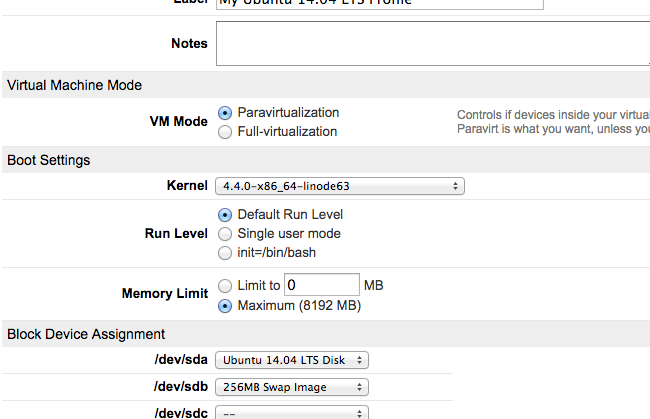 Label My Ubuntu 14.04 LTS Profile
Notes
Virtual Machine Mode
VM Mode Paravirtualization Controls if devices inside your virtual
Full-virtualization Paravirt is what you want, unless you
Boot Settings
Kernel 4.4.0-x86_64-linode63
Run Level Default Run Level
Single user mode
init=/bin/bash
Memory Limit Limit to 0 MB
Maximum (8192 MB)
Block Device Assignment
/dev/sda Ubuntu 14.04 LTS Disk
/dev/sdb 256MB Swap Image
/dev/sdc --